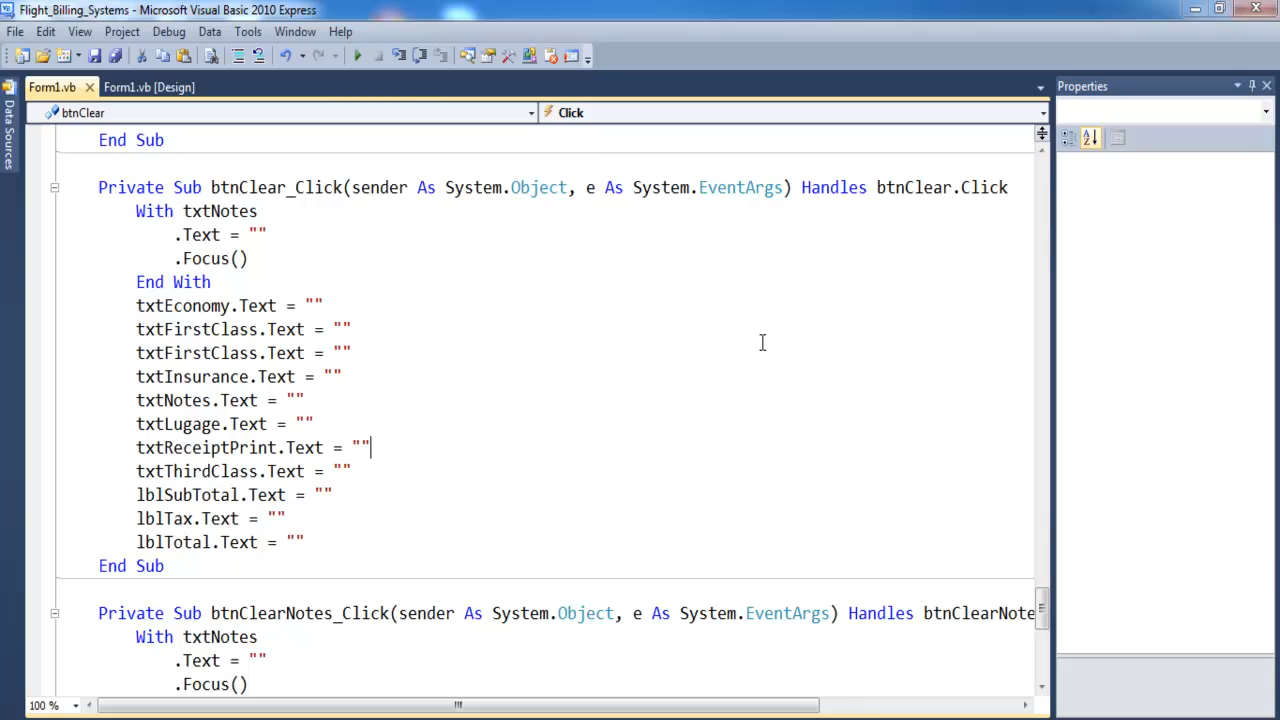 Flight_Billing_Systems - Microsoft Visual Basic 2010 Express
File Edit View Project Debug Data Tools Window Help
Form1.vb Form1.vb [Design]
Properties
btnClear Click
Data Sources
End Sub
Private Sub btnClear_Click(sender As System.Object, e As System.EventArgs) Handles btnClear.Click
With txtNotes
.Text = ""
.Focus()
End With
txtEconomy.Text = ""
txtFirstClass.Text = ""
txtFirstClass.Text = ""
txtInsurance.Text = ""
txtNotes.Text = ""
txtLugage.Text = ""
txtReceiptPrint.Text = ""
txtThirdClass.Text = ""
lblSubTotal.Text = ""
lblTax.Text = ""
lblTotal.Text = ""
End Sub
Private Sub btnClearNotes_Click(sender As System.Object, e As System.EventArgs) Handles btnClearNote
With txtNotes
.Text = ""
.Focus()
100 %